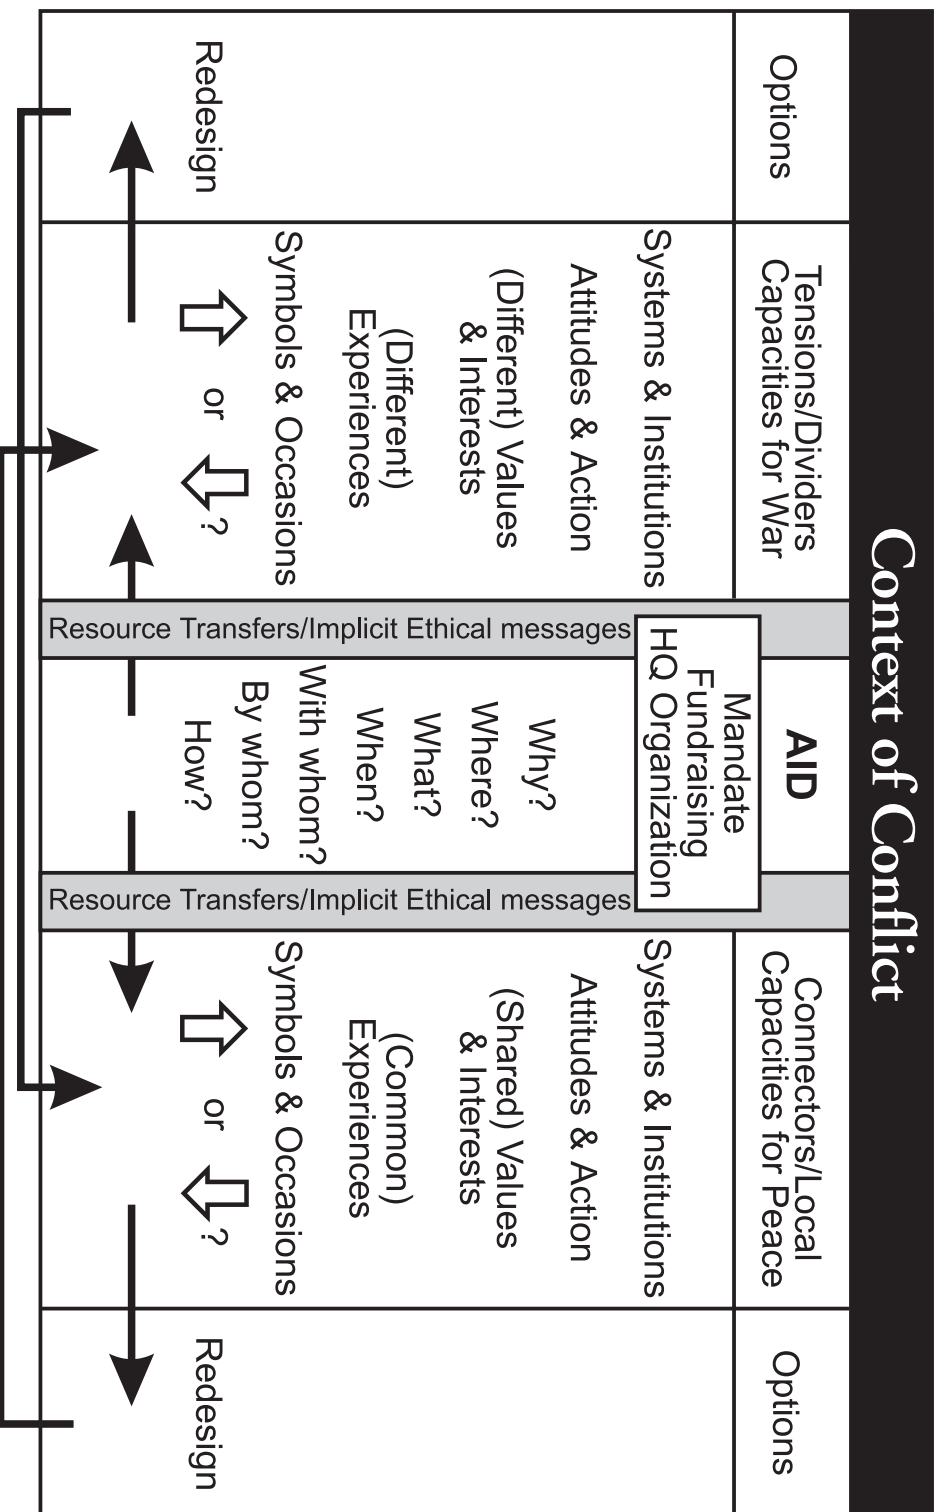 Context of Conflict
Options
Tensions/Dividers
Capacities for War
AID
Connectors/Local
Capacities for Peace
Options
Mandate
Fundraising
HQ Organization
Redesign
Systems & Institutions
Attitudes & Action
(Different) Values
& Interests
(Different)
Experiences
Symbols & Occasions
or
?
Resource Transfers/Implicit Ethical messages
Why?
Where?
What?
When?
With whom?
By whom?
How?
Resource Transfers/Implicit Ethical messages
Systems & Institutions
Attitudes & Action
(Shared) Values
& Interests
(Common)
Experiences
Symbols & Occasions
or
?
Redesign